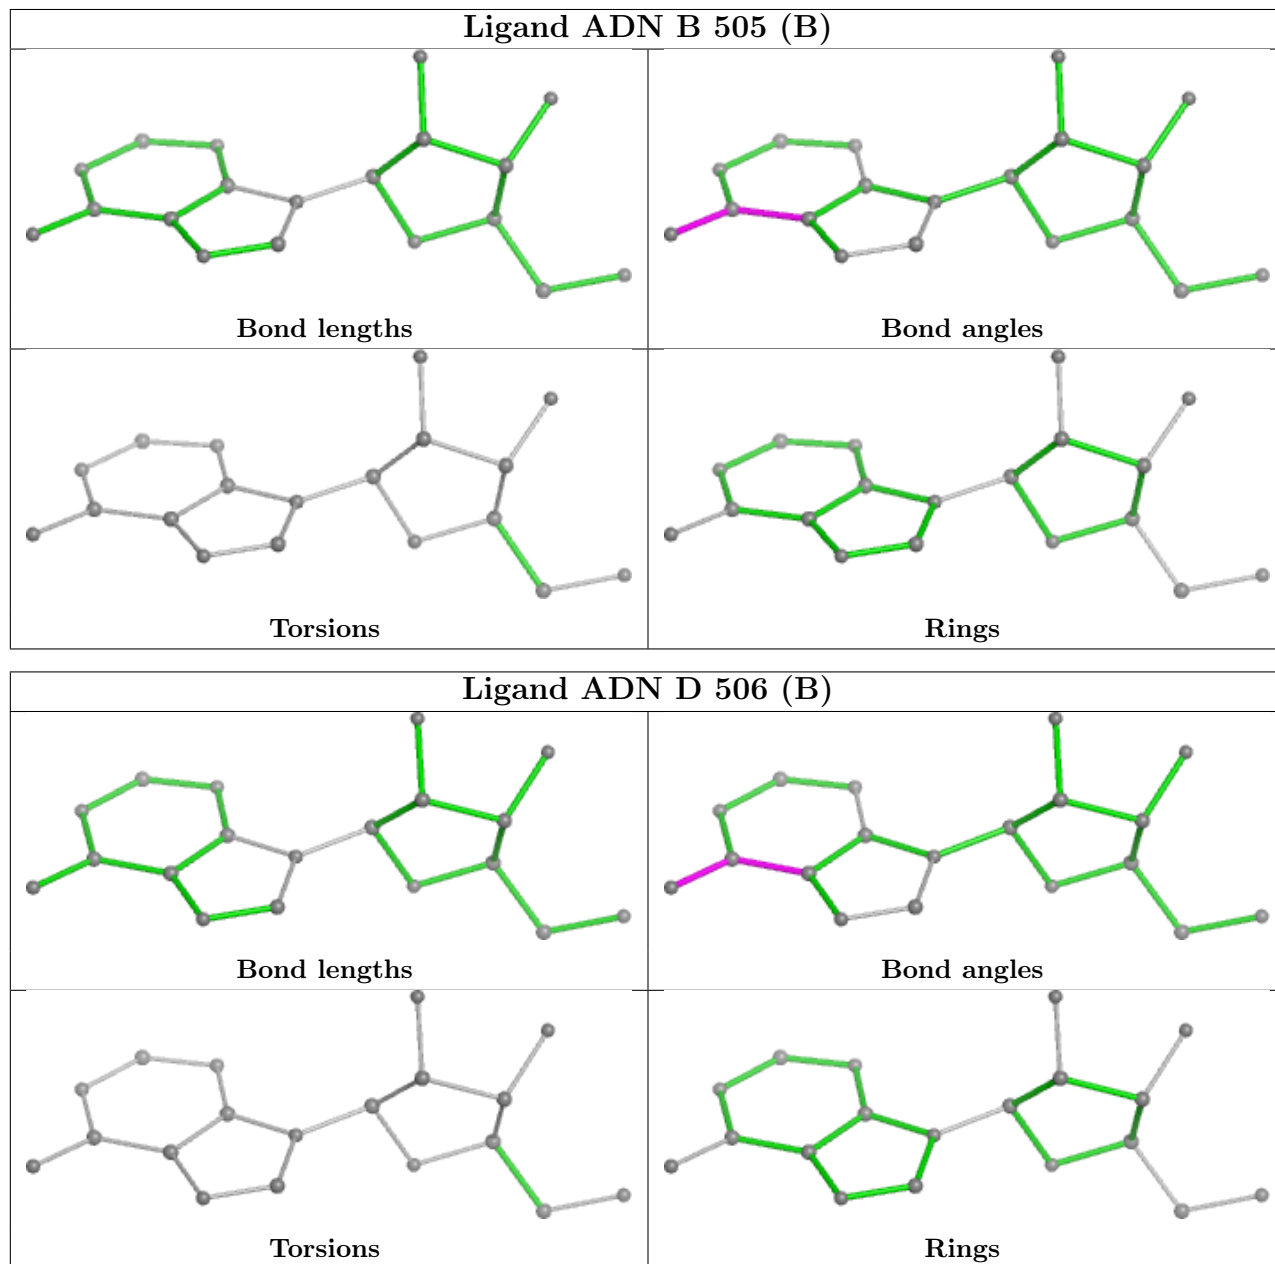 Ligand ADN B 505 (B)
Bond lengths
Bond angles
Torsions
Rings
Ligand ADN D 506 (B)
Bond lengths
Bond angles
Torsions
Rings